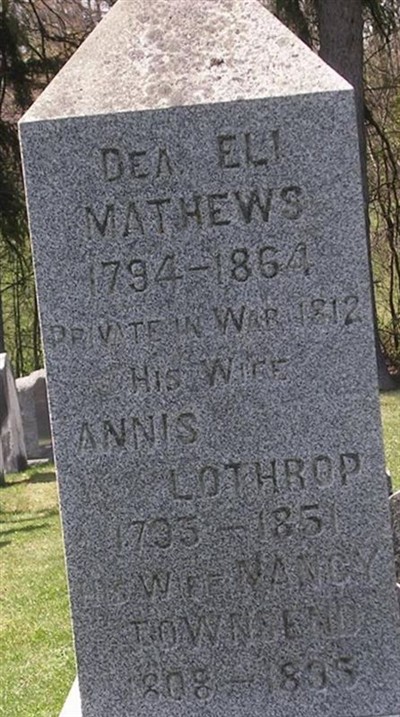 DEA. ELI
MATHEWS
1794-1864
PRIVATE IN WAR 1812
HIS WIFE
ANNIS
LOTHROP
1795-1851
HIS WIFE NANCY
TOWNSEND
1808-1895